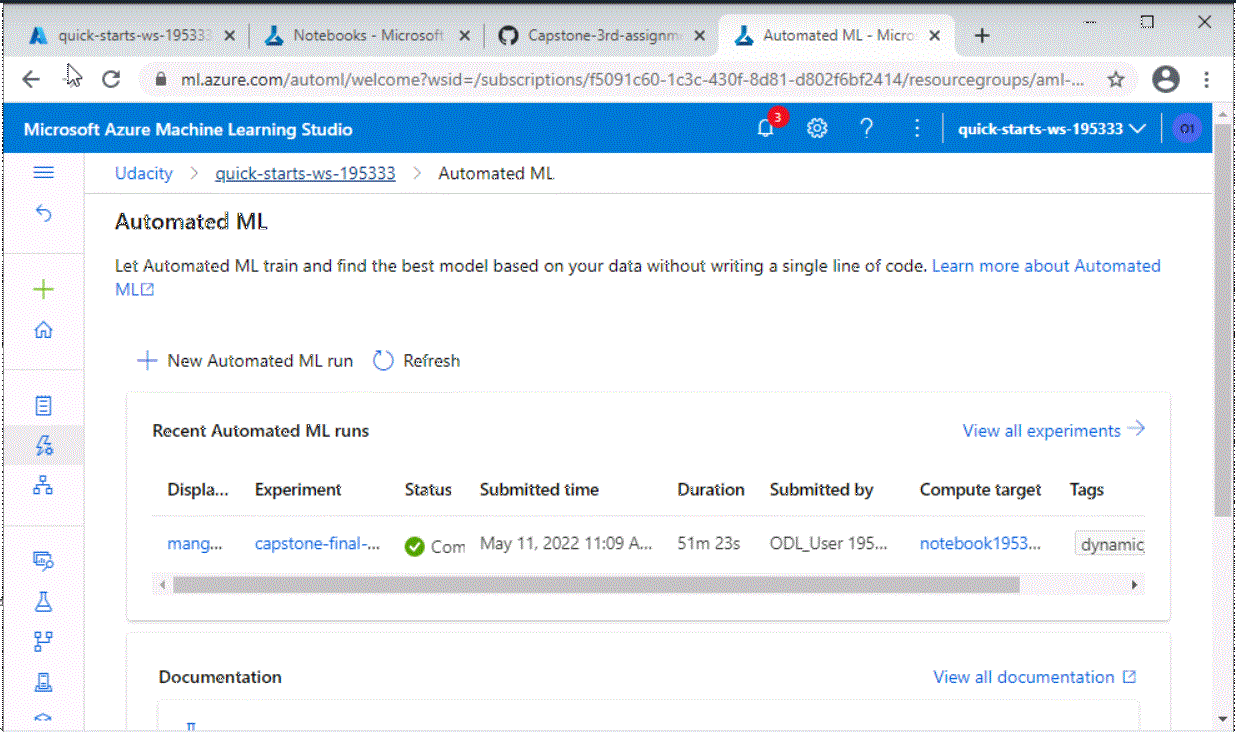 quick-starts-ws-195333
Notebooks - Microsoft
Capstone-3rd-assignm
Automated ML - Micro
ml.azure.com/automl/welcome?wsid=/subscriptions/f5091c60-1c3c-430f-8d81-d802f6bf2414/resourcegroups/aml-...
Microsoft Azure Machine Learning Studio
3
quick-starts-ws-195333
O1
Udacity > quick-starts-ws-195333 > Automated ML
Automated ML
Let Automated ML train and find the best model based on your data without writing a single line of code. Learn more about Automated
ML
New Automated ML run
Refresh
Recent Automated ML runs
View all experiments
Displa... Experiment Status Submitted time Duration Submitted by Compute target Tags
mang... capstone-final-... Com May 11, 2022 11:09 A... 51m 23s ODL_User 195... notebook1953... dynamic
Documentation
View all documentation